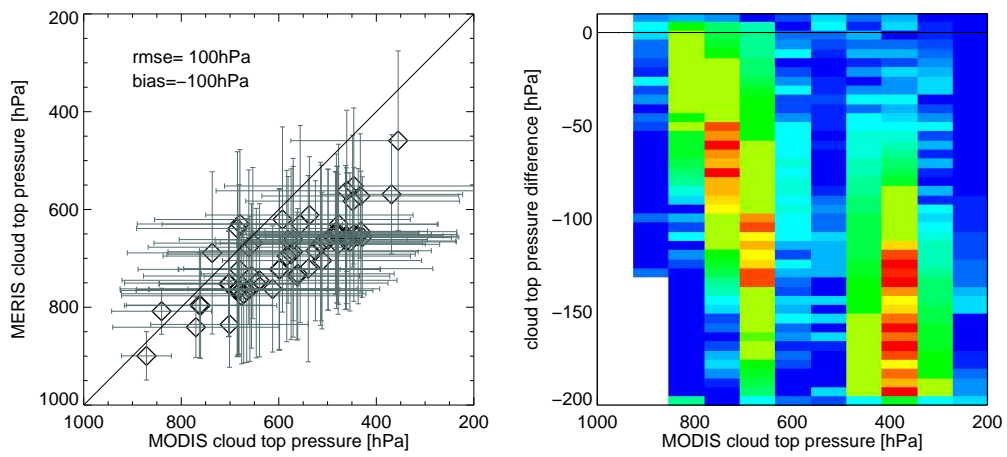 200
400
600
800
1000
MERIS cloud top pressure [hPa]
rmse= 100hPa
bias=−100hPa
1000 800 600 400 200
MODIS cloud top pressure [hPa]
0
−50
−100
−150
−200
cloud top pressure difference [hPa]
1000 800 600 400 200
MODIS cloud top pressure [hPa]